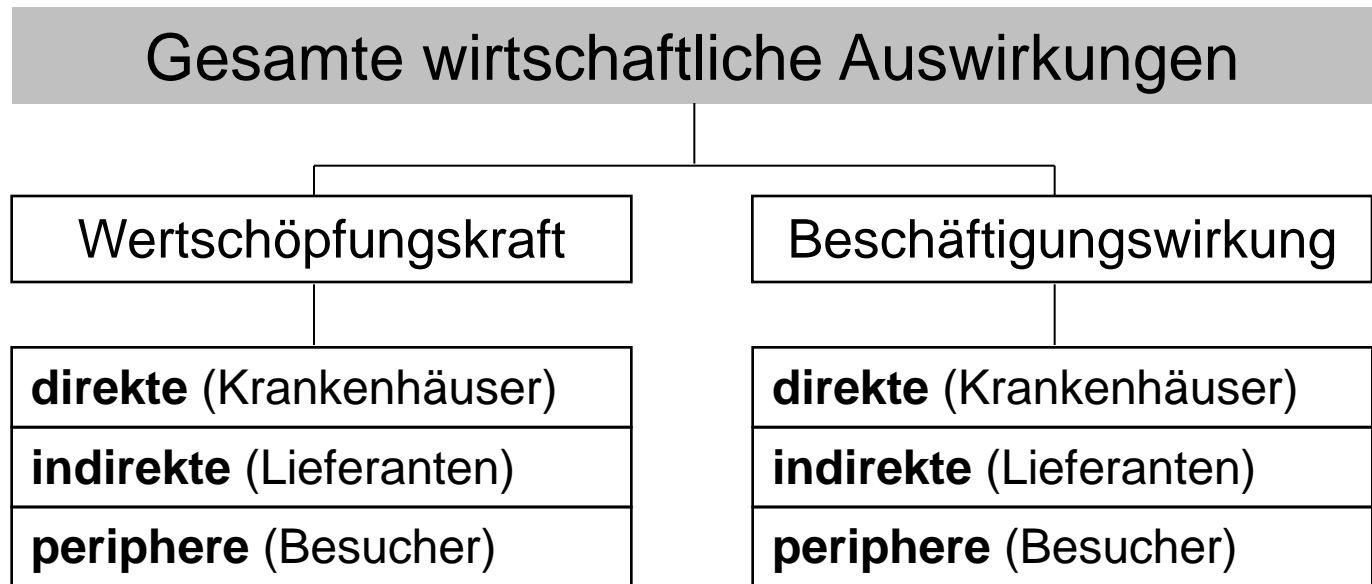 Gesamte wirtschaftliche Auswirkungen
Wertschöpfungskraft
direkte (Krankenhäuser)
indirekte (Lieferanten)
periphere (Besucher)
Beschäftigungswirkung
direkte (Krankenhäuser)
indirekte (Lieferanten)
periphere (Besucher)